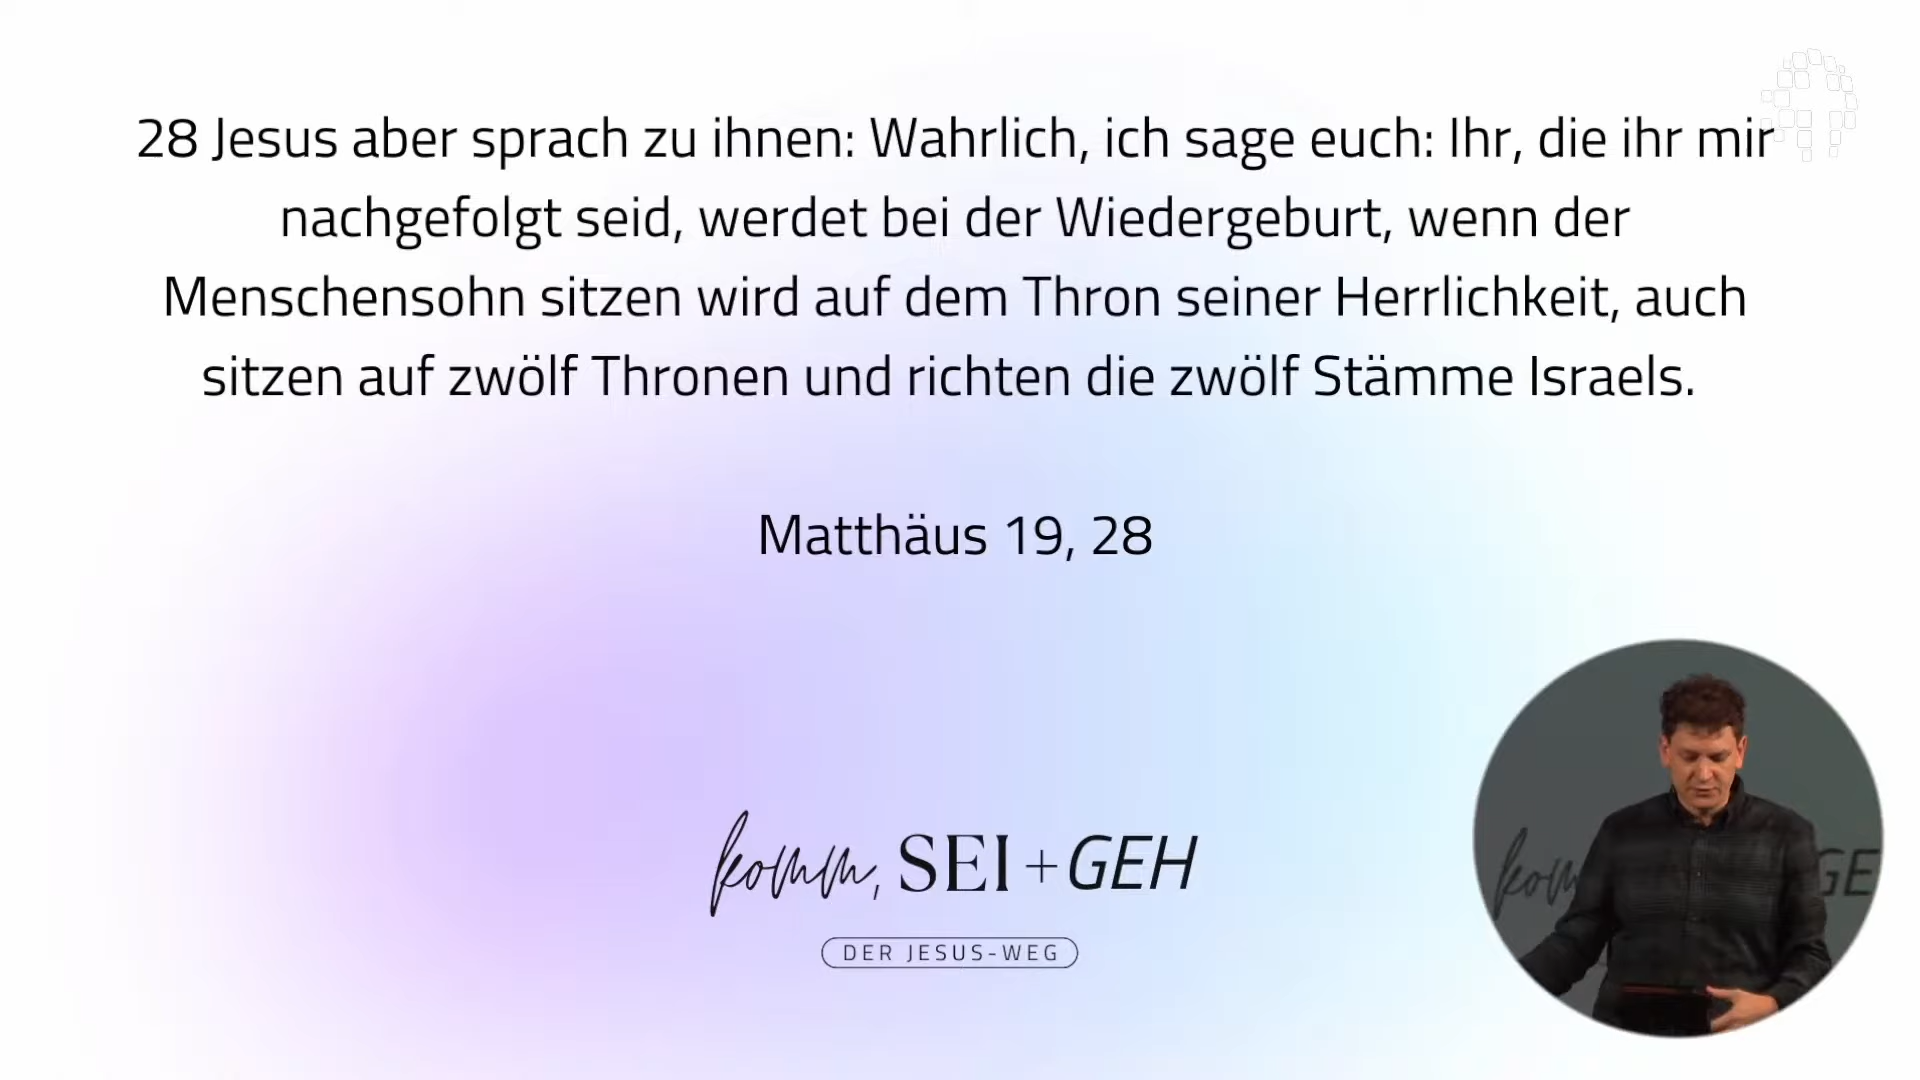 28 Jesus aber sprach zu ihnen: Wahrlich, ich sage euch: Ihr, die ihr mir
nachgefolgt seid, werdet bei der Wiedergeburt, wenn der
Menschensohn sitzen wird auf dem Thron seiner Herrlichkeit, auch
sitzen auf zwölf Thronen und richten die zwölf Stämme Israels.
Matthäus 19, 28
komm, SEI + GEH
DER JESUS-WEG
kom GE